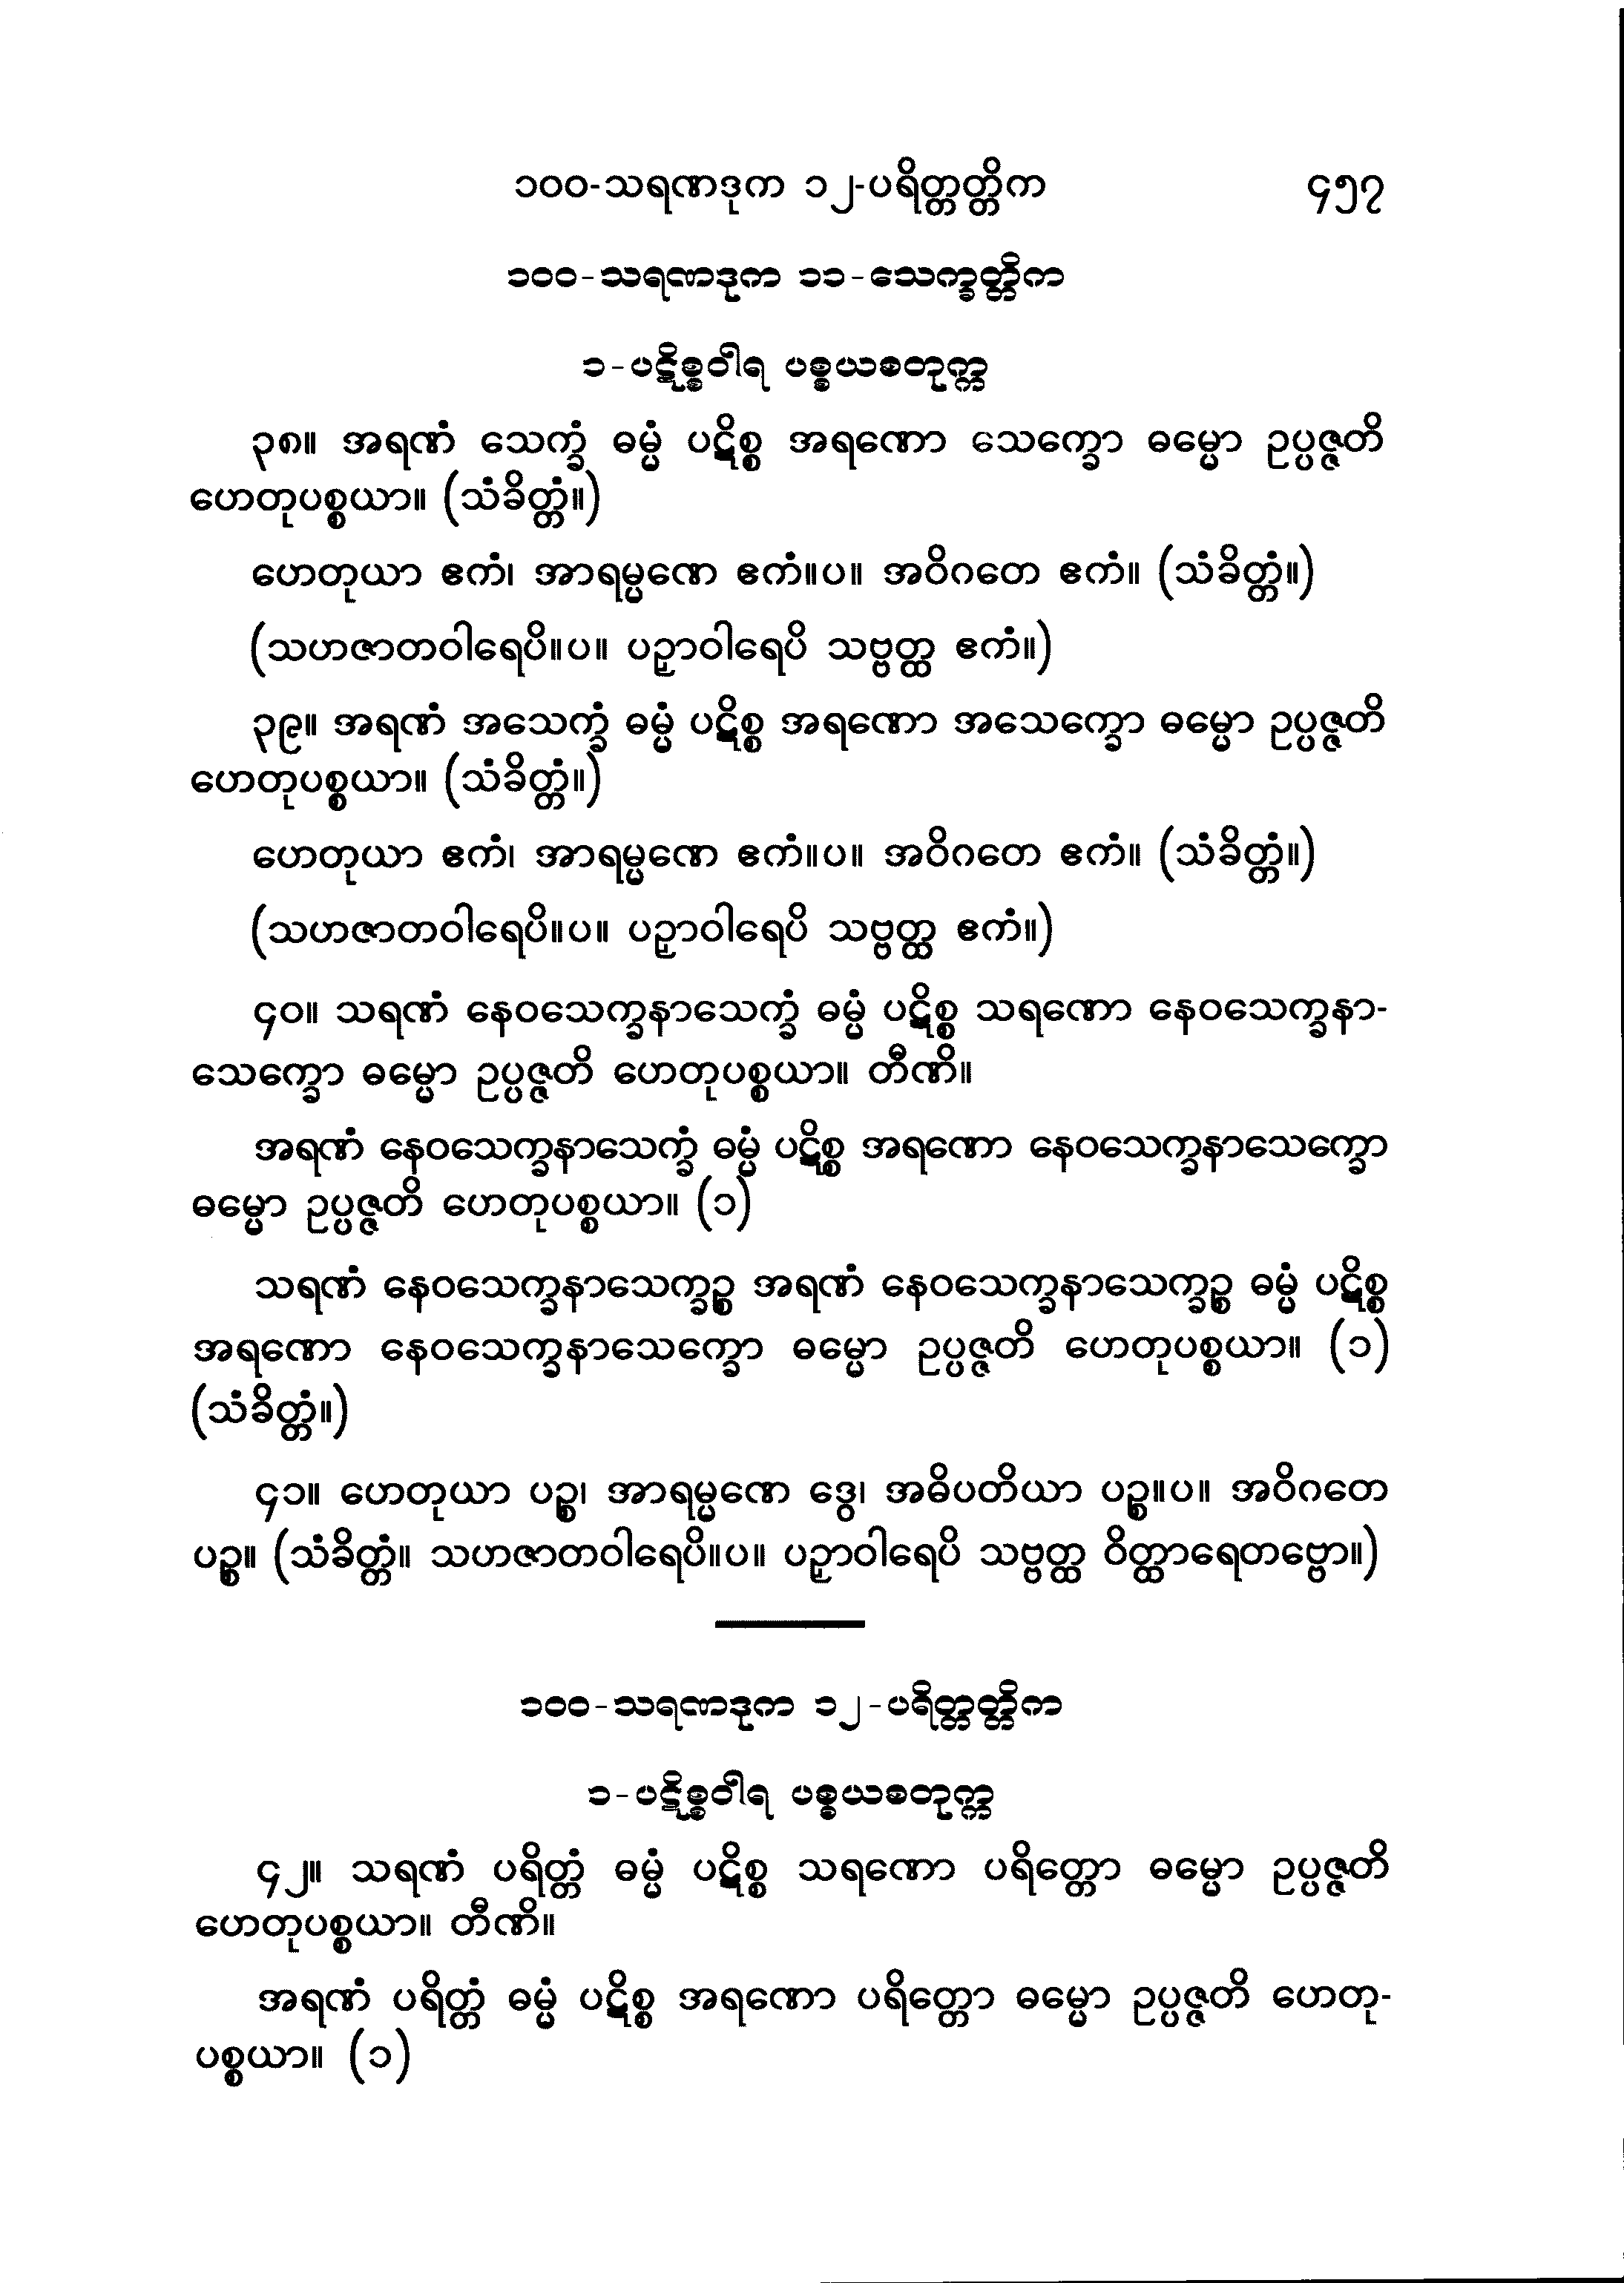 ၁၀၀-သရဏဒုက ၁၂-ပရိတ္တတ္တိက ၄၅၇
၁၀၀-သရဏဒုက ၁၁-သေက္ခတ္တိက
၁-ပဋိစ္စဝါရ ပစ္စယစတုက္က
၃၈။ အရဏံ သေက္ခံ ဓမ္မံ ပဋိစ္စ အရဏော သေက္ခော ဓမ္မော ဥပ္ပဇ္ဇတိ
ဟေတုပစ္စယာ။ (သံခိတ္တံ။)
ဟေတုယာ ဧကံ၊ အာရမ္မဏေ ဧကံ။ပ။ အဝိဂတေ ဧကံ။ (သံခိတ္တံ။)
(သဟဇာတဝါရေပိ။ပ။ ပဉှာဝါရေပိ သဗ္ဗတ္ထ ဧကံ။)
၃၉။ အရဏံ အသေက္ခံ ဓမ္မံ ပဋိစ္စ အရဏော အသေက္ခော ဓမ္မော ဥပ္ပဇ္ဇတိ
ဟေတုပစ္စယာ။ (သံခိတ္တံ။)
ဟေတုယာ ဧကံ၊ အာရမ္မဏေ ဧကံ။ပ။ အဝိဂတေ ဧကံ။ (သံခိတ္တံ။)
(သဟဇာတဝါရေပိ။ပ။ ပဉှာဝါရေပိ သဗ္ဗတ္ထ ဧကံ။)
၄၀။ သရဏံ နေဝသေက္ခနာသေက္ခံ ဓမ္မံ ပဋိစ္စ သရဏော နေဝသေက္ခနာ-
သေက္ခော ဓမ္မော ဥပ္ပဇ္ဇတိ ဟေတုပစ္စယာ။ တီဏိ။
အရဏံ နေဝသေက္ခနာသေက္ခံ ဓမ္မံ ပဋိစ္စ အရဏော နေဝသေက္ခနာသေက္ခော
ဓမ္မော ဥပ္ပဇ္ဇတိ ဟေတုပစ္စယာ။ (၁)
သရဏံ နေဝသေက္ခနာသေက္ခဉ္စ အရဏံ နေဝသေက္ခနာသေက္ခဉ္စ ဓမ္မံ ပဋိစ္စ
အရဏော နေဝသေက္ခနာသေက္ခော ဓမ္မော ဥပ္ပဇ္ဇတိ ဟေတုပစ္စယာ။ (၁)
(သံခိတ္တံ။)
၄၁။ ဟေတုယာ ပဉ္စ၊ အာရမ္မဏေ ဒွေ၊ အဓိပတိယာ ပဉ္စ။ပ။ အဝိဂတေ
ပဉ္စ။ (သံခိတ္တံ။ သဟဇာတဝါရေပိ။ပ။ ပဉှာဝါရေပိ သဗ္ဗတ္ထ ဝိတ္ထာရေတဗ္ဗော။)
၁၀၀-သရဏဒုက ၁၂-ပရိတ္တတ္တိက
၁-ပဋိစ္စဝါရ ပစ္စယစတုက္က
၄၂။ သရဏံ ပရိတ္တံ ဓမ္မံ ပဋိစ္စ သရဏော ပရိတ္တော ဓမ္မော ဥပ္ပဇ္ဇတိ
ဟေတုပစ္စယာ။ တီဏိ။
အရဏံ ပရိတ္တံ ဓမ္မံ ပဋိစ္စ အရဏော ပရိတ္တော ဓမ္မော ဥပ္ပဇ္ဇတိ ဟေတု-
ပစ္စယာ။ (၁)